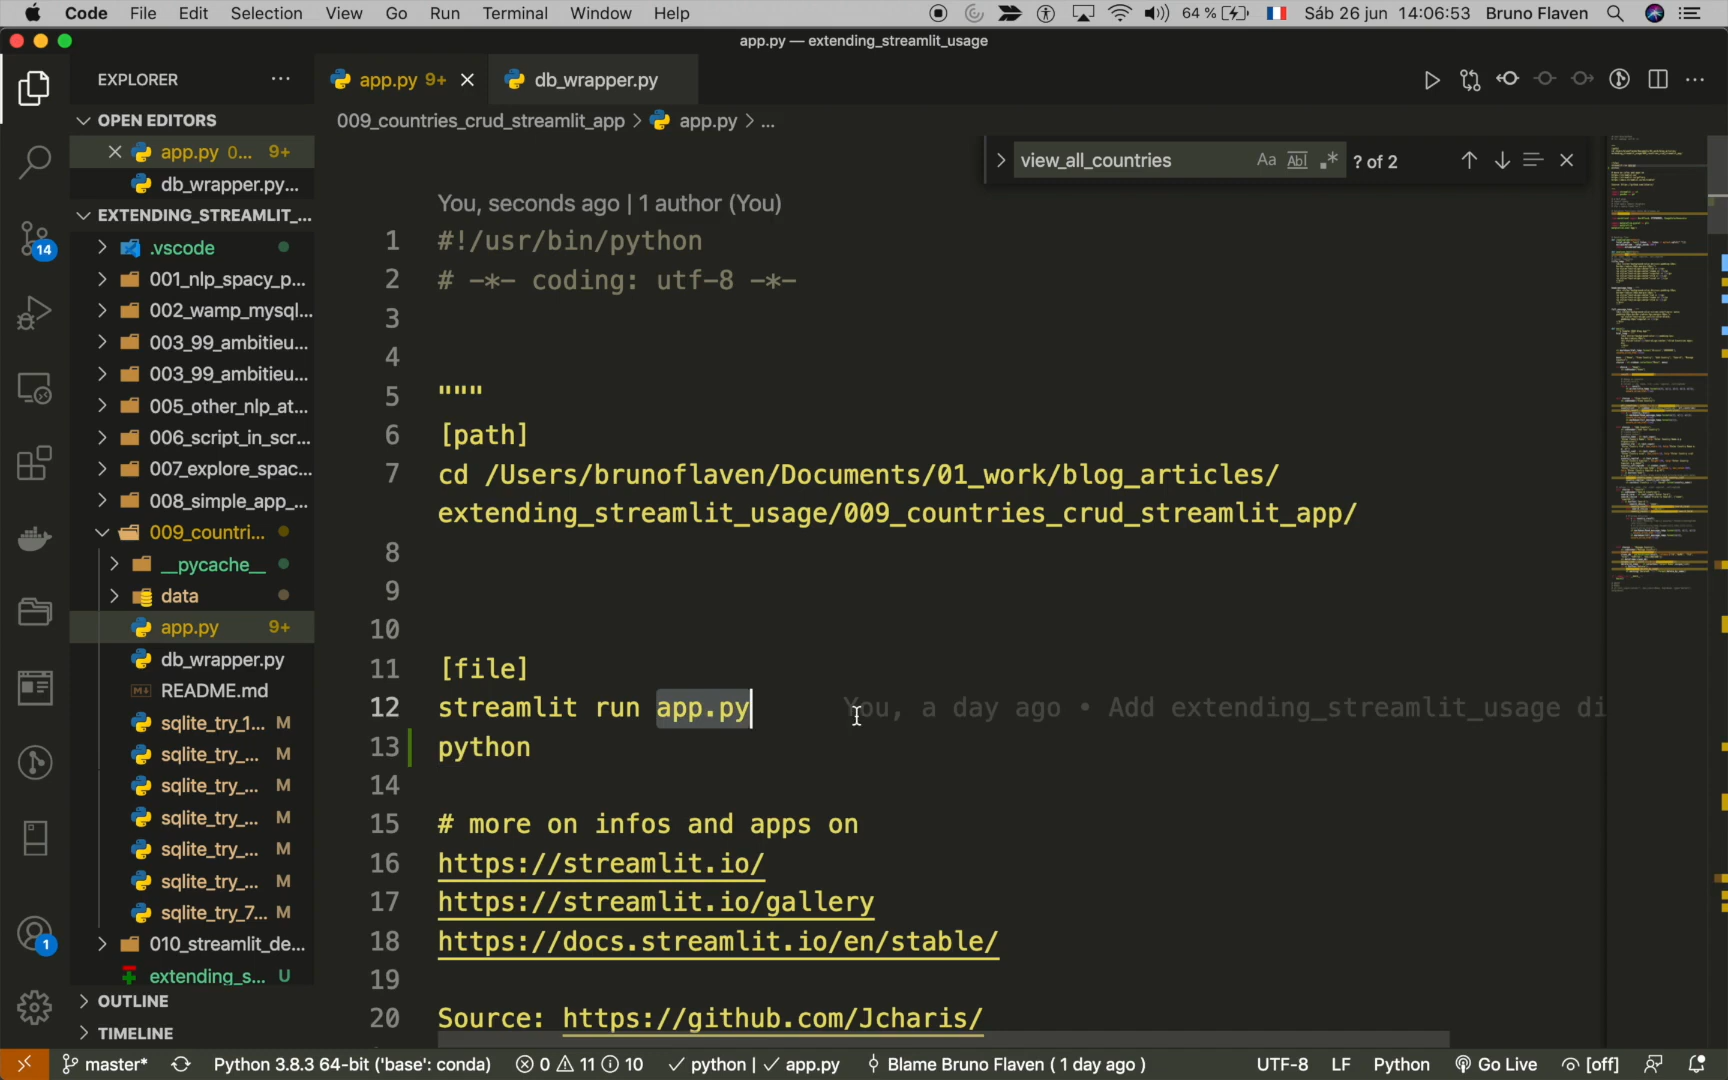 Code File Edit Selection View Go Run Terminal Window Help 64 % Sáb 26 jun 14:06:53 Bruno Flaven
app.py — extending_streamlit_usage
EXPLORER ... app.py 9+ db_wrapper.py
OPEN EDITORS
app.py 0... 9+
db_wrapper.py...
EXTENDING_STREAMLIT_...
.vscode
001_nlp_spacy_p...
002_wamp_mysql...
003_99_ambitieu...
003_99_ambitieu...
005_other_nlp_at...
006_script_in_scr...
007_explore_spac...
008_simple_app_...
009_countri...
__pycache__
data
app.py 9+
db_wrapper.py
README.md
sqlite_try_1... M
sqlite_try_... M
sqlite_try_... M
sqlite_try_... M
sqlite_try_... M
sqlite_try_... M
sqlite_try_7... M
010_streamlit_de...
extending_s... U
OUTLINE
TIMELINE
14
1
009_countries_crud_streamlit_app > app.py > ...
view_all_countries Aa Abl .* ? of 2
You, seconds ago | 1 author (You)
1 #!/usr/bin/python
2 # -*- coding: utf-8 -*-
3
4
5 """
6 [path]
7 cd /Users/brunoflaven/Documents/01_work/blog_articles/
extending_streamlit_usage/009_countries_crud_streamlit_app/
8
9
10
11 [file]
12 streamlit run app.py You, a day ago • Add extending_streamlit_usage di
13 python
14
15 # more on infos and apps on
16 https://streamlit.io/
17 https://streamlit.io/gallery
18 https://docs.streamlit.io/en/stable/
19
20 Source: https://github.com/Jcharis/
master* Python 3.8.3 64-bit ('base': conda) 0 11 10 ✓ python | ✓ app.py Blame Bruno Flaven ( 1 day ago ) UTF-8 LF Python Go Live [off]